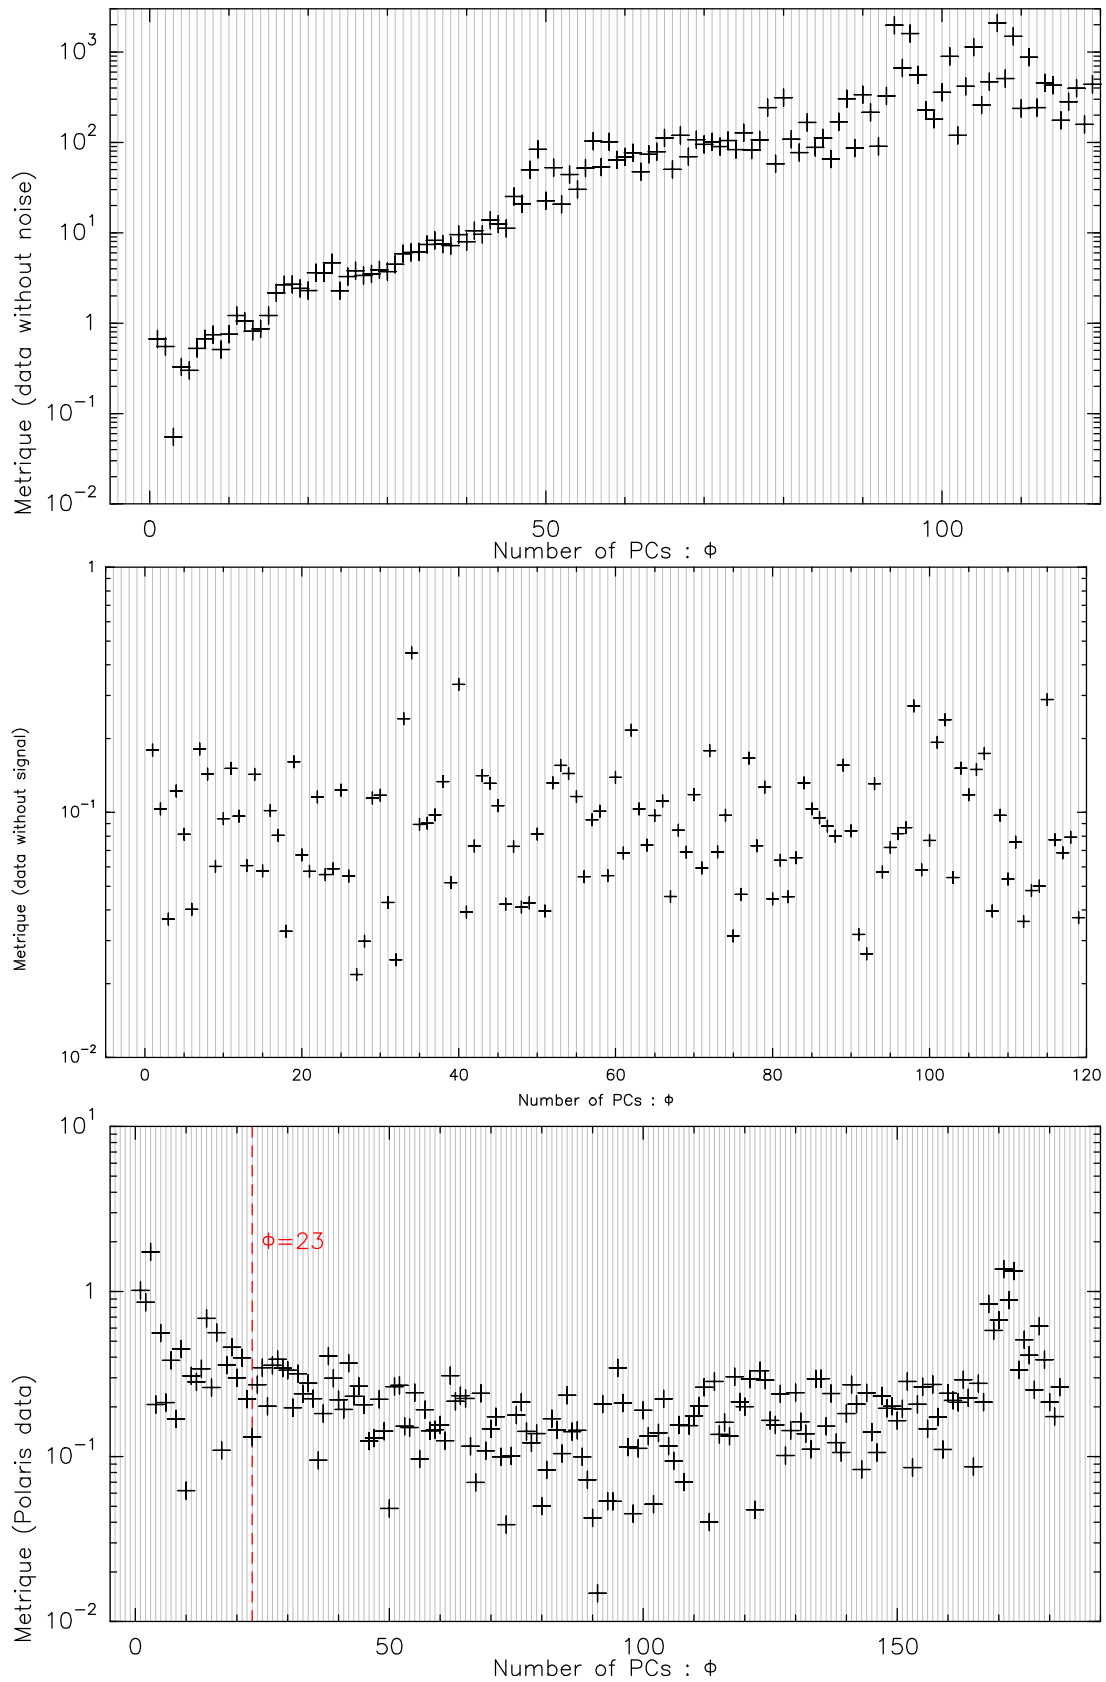 Metrique (data without noise)
10³
10²
10¹
1
10⁻¹
10⁻²
0 50 100
Number of PCs : Φ
Metrique (data without signal)
1
10⁻¹
10⁻²
0 20 40 60 80 100 120
Number of PCs : Φ
Metrique (Polaris data)
10¹
1
10⁻¹
10⁻²
Φ=23
0 50 100 150
Number of PCs : Φ